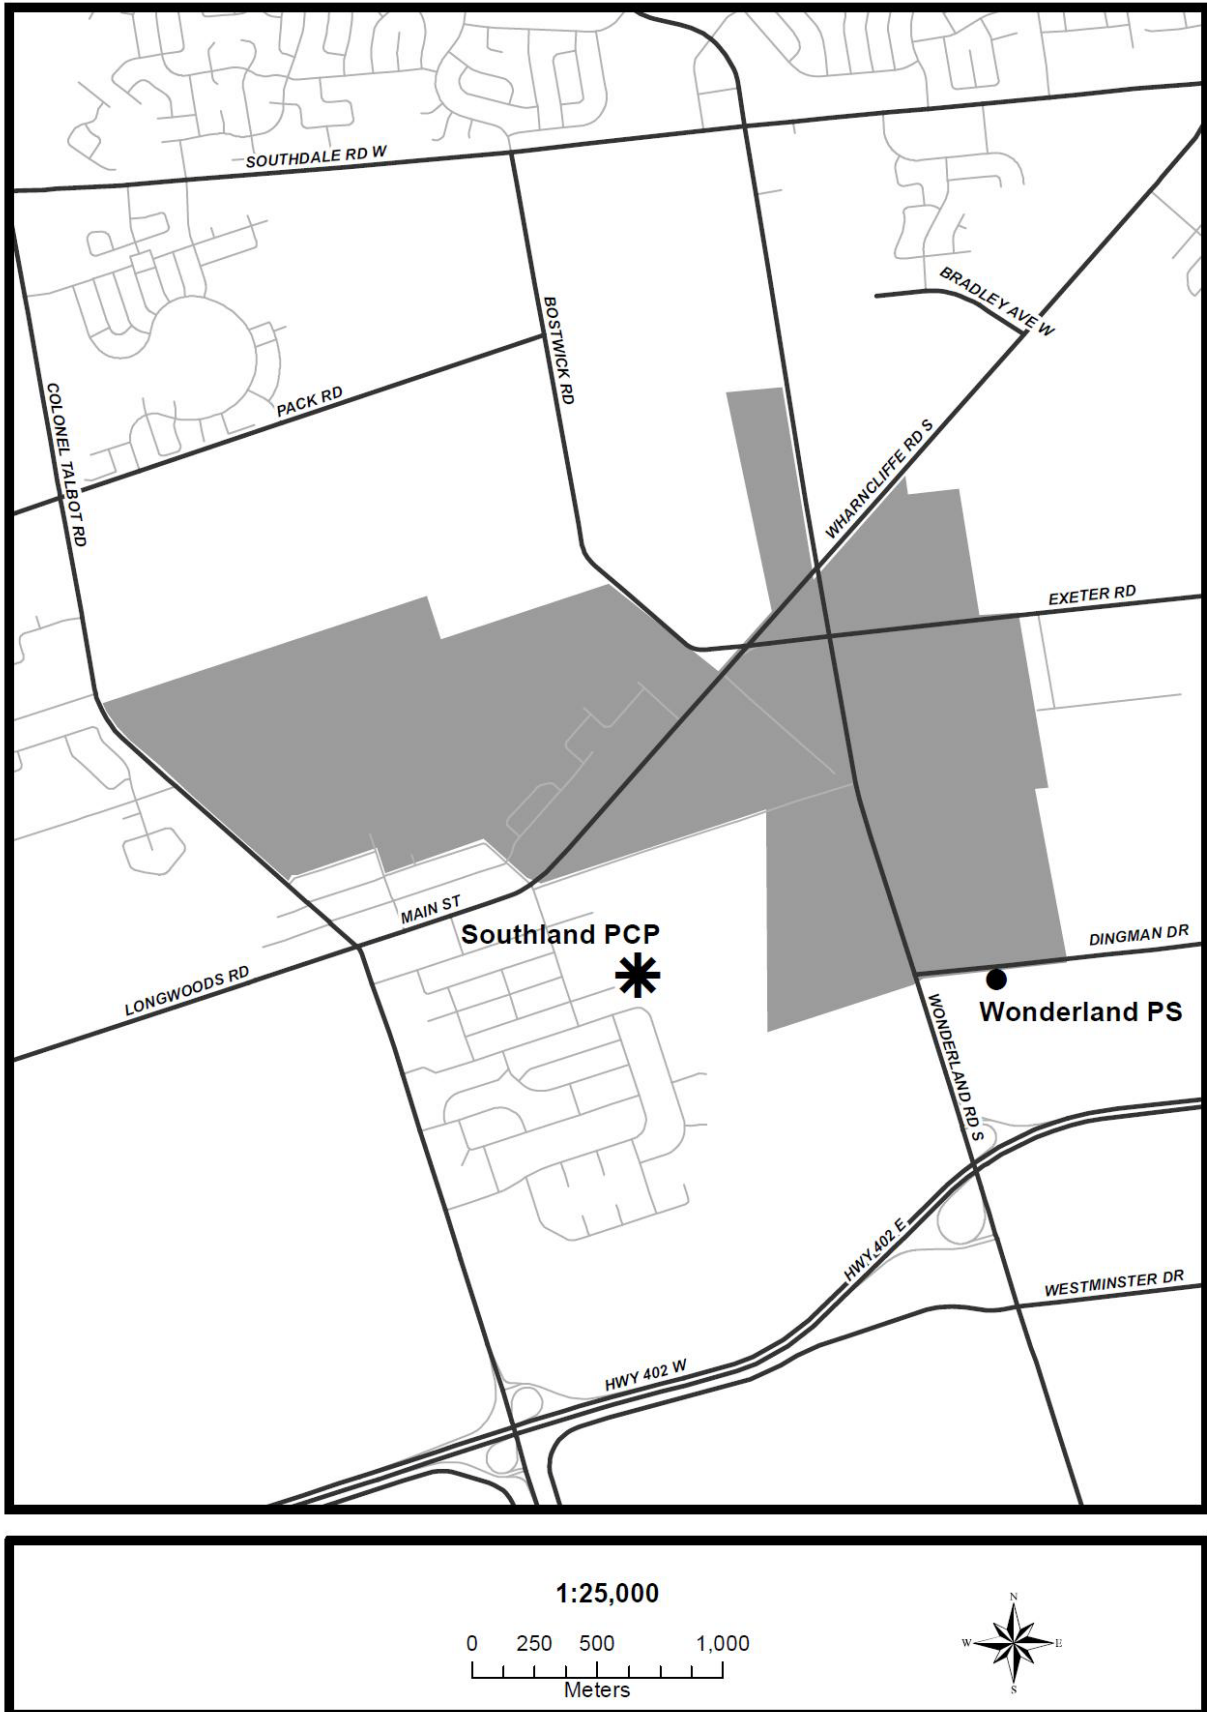 SOUTHDALE RD W
BRADLEY AVE W
BOSTWICK RD
COLONEL TALBOT RD
PACK RD
WHARNCLIFFE RD S
EXETER RD
MAIN ST
Southland PCP
DINGMAN DR
LONGWOODS RD
Wonderland PS
WONDERLAND RD S
HWY 402 E
WESTMINSTER DR
HWY 402 W
1:25,000
0 250 500 1,000
Meters
N
W E
S